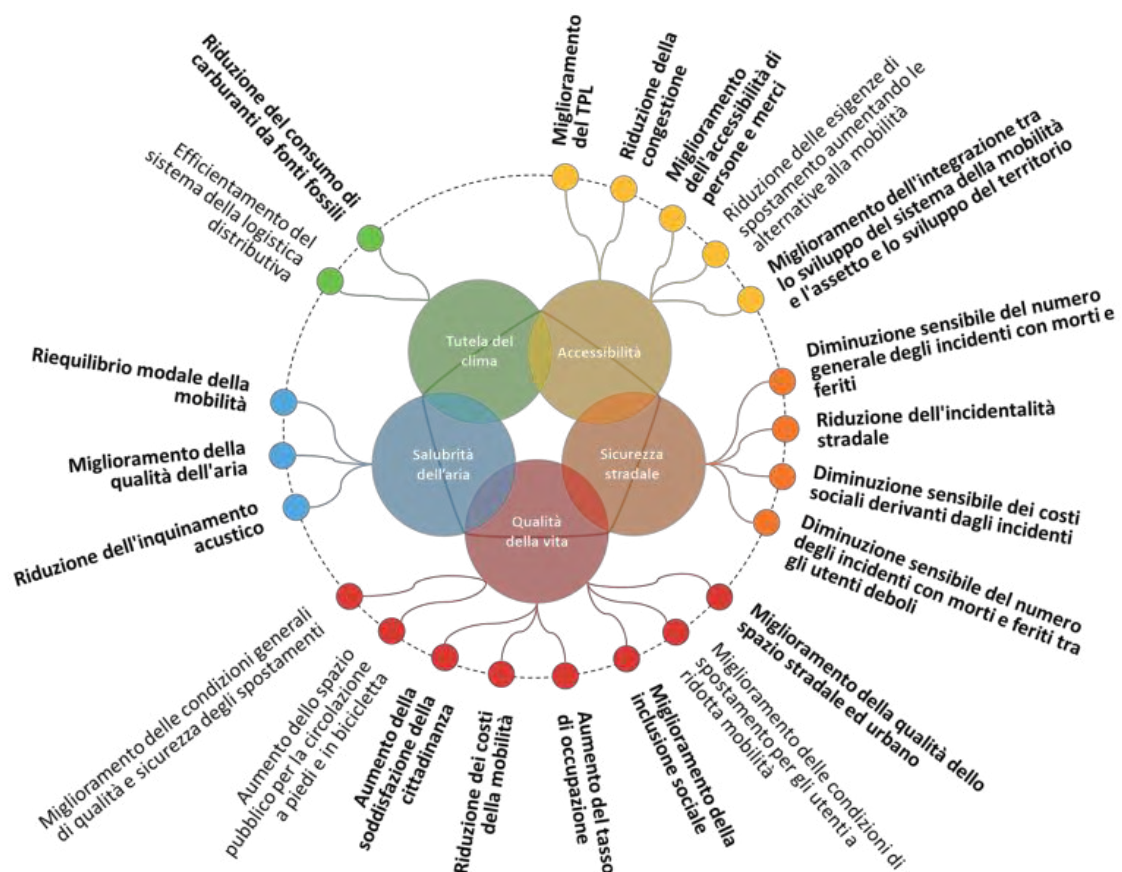 Riduzione del consumo di
carburanti da fonti fossili
Efficientamento del
sistema della logistica
distributiva
Miglioramento
del TPL
Riduzione della
congestione
Miglioramento
dell'accessibilità di
persone e merci
Riduzione delle esigenze di
spostamento aumentando le
alternative alla mobilità
Miglioramento dell'integrazione tra
lo sviluppo del sistema della mobilità
e l'assetto e lo sviluppo del territorio
Tutela del
clima
Accessibilità
Salubrità
dell'aria
Sicurezza
stradale
Qualità
della vita
Riequilibrio modale della
mobilità
Miglioramento della
qualità dell'aria
Riduzione dell'inquinamento
acustico
Diminuzione sensibile del numero
generale degli incidenti con morti e
feriti
Riduzione dell'incidentalità
stradale
Diminuzione sensibile dei costi
sociali derivanti dagli incidenti
Diminuzione sensibile del numero
degli incidenti con morti e feriti tra
gli utenti deboli
Miglioramento delle condizioni generali
di qualità e sicurezza degli spostamenti
Aumento dello spazio
pubblico per la circolazione
a piedi e in bicicletta
Aumento della
soddisfazione della
cittadinanza
Riduzione dei costi
della mobilità
Aumento del tasso
di occupazione
Miglioramento della
inclusione sociale
Miglioramento delle condizioni di
spostamento per gli utenti a
ridotta mobilità
Miglioramento della qualità dello
spazio stradale ed urbano